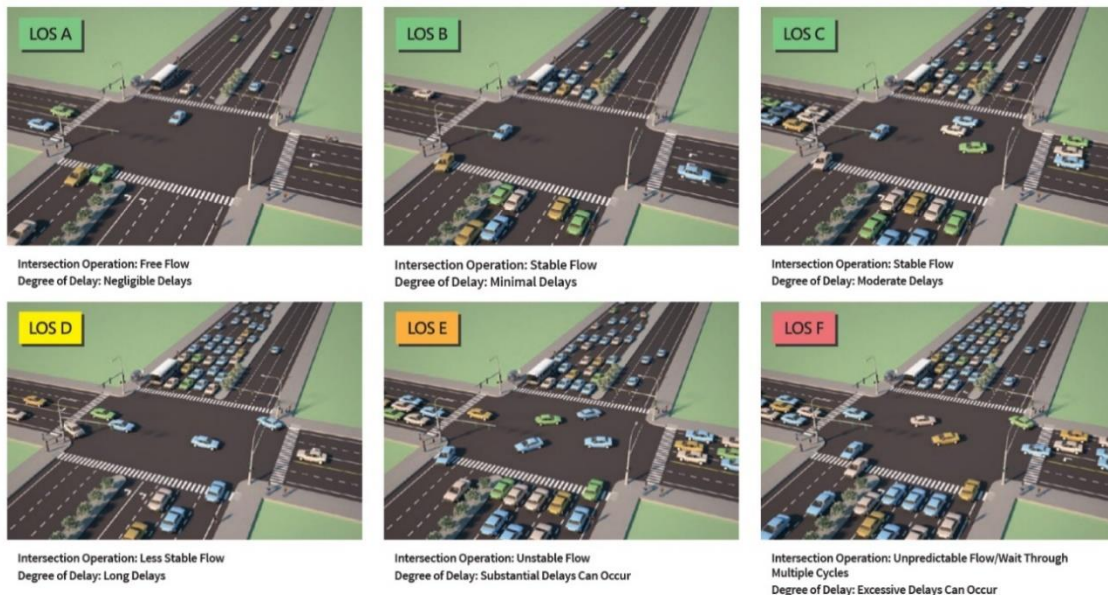 LOS A
LOS B
LOS C
Intersection Operation: Free Flow
Degree of Delay: Negligible Delays
Intersection Operation: Stable Flow
Degree of Delay: Minimal Delays
Intersection Operation: Stable Flow
Degree of Delay: Moderate Delays
LOS D
LOS E
LOS F
Intersection Operation: Less Stable Flow
Degree of Delay: Long Delays
Intersection Operation: Unstable Flow
Degree of Delay: Substantial Delays Can Occur
Intersection Operation: Unpredictable Flow/Wait Through
Multiple Cycles
Degree of Delay: Excessive Delays Can Occur